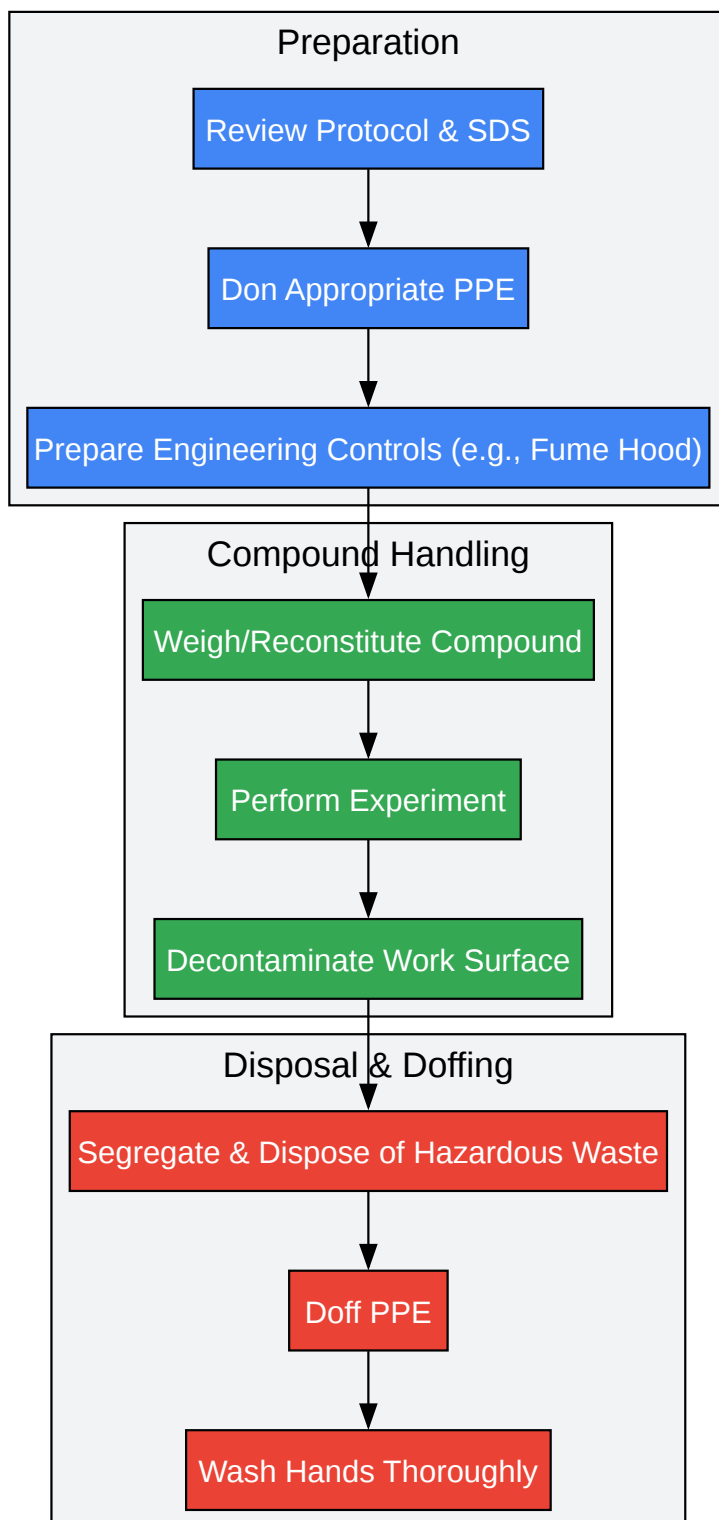 Preparation
Review Protocol & SDS
Don Appropriate PPE
Prepare Engineering Controls (e.g., Fume Hood)
Compound Handling
Weigh/Reconstitute Compound
Perform Experiment
Decontaminate Work Surface
Disposal & Doffing
Segregate & Dispose of Hazardous Waste
Doff PPE
Wash Hands Thoroughly